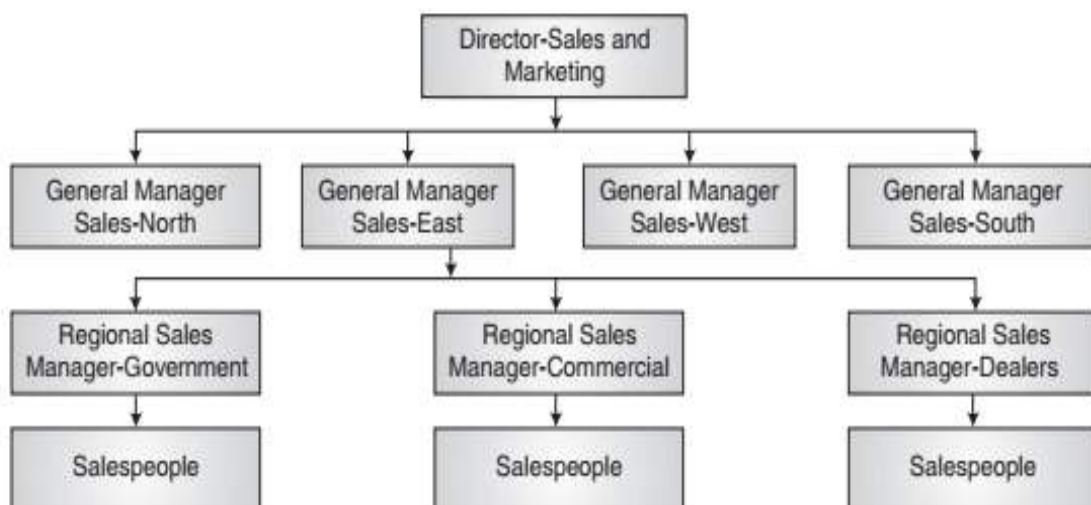 Director-Sales and
Marketing
General Manager
Sales-North
General Manager
Sales-East
General Manager
Sales-West
General Manager
Sales-South
Regional Sales
Manager-Government
Regional Sales
Manager-Commercial
Regional Sales
Manager-Dealers
Salespeople
Salespeople
Salespeople